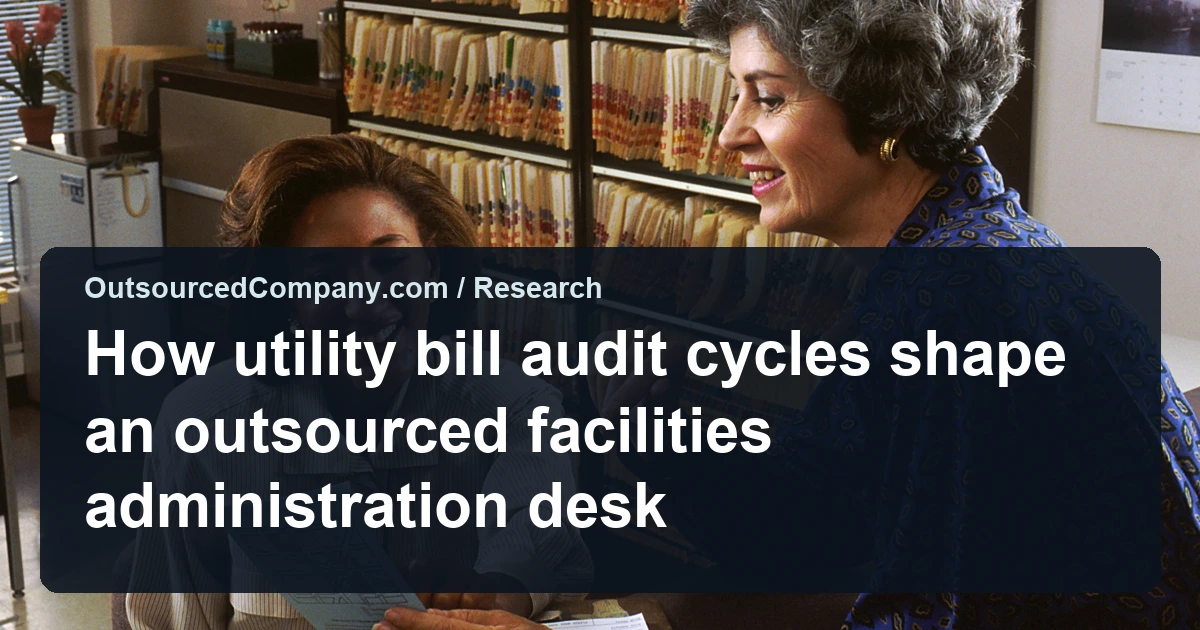 OutsourcedCompany.com / Research
How utility bill audit cycles shape
an outsourced facilities
administration desk